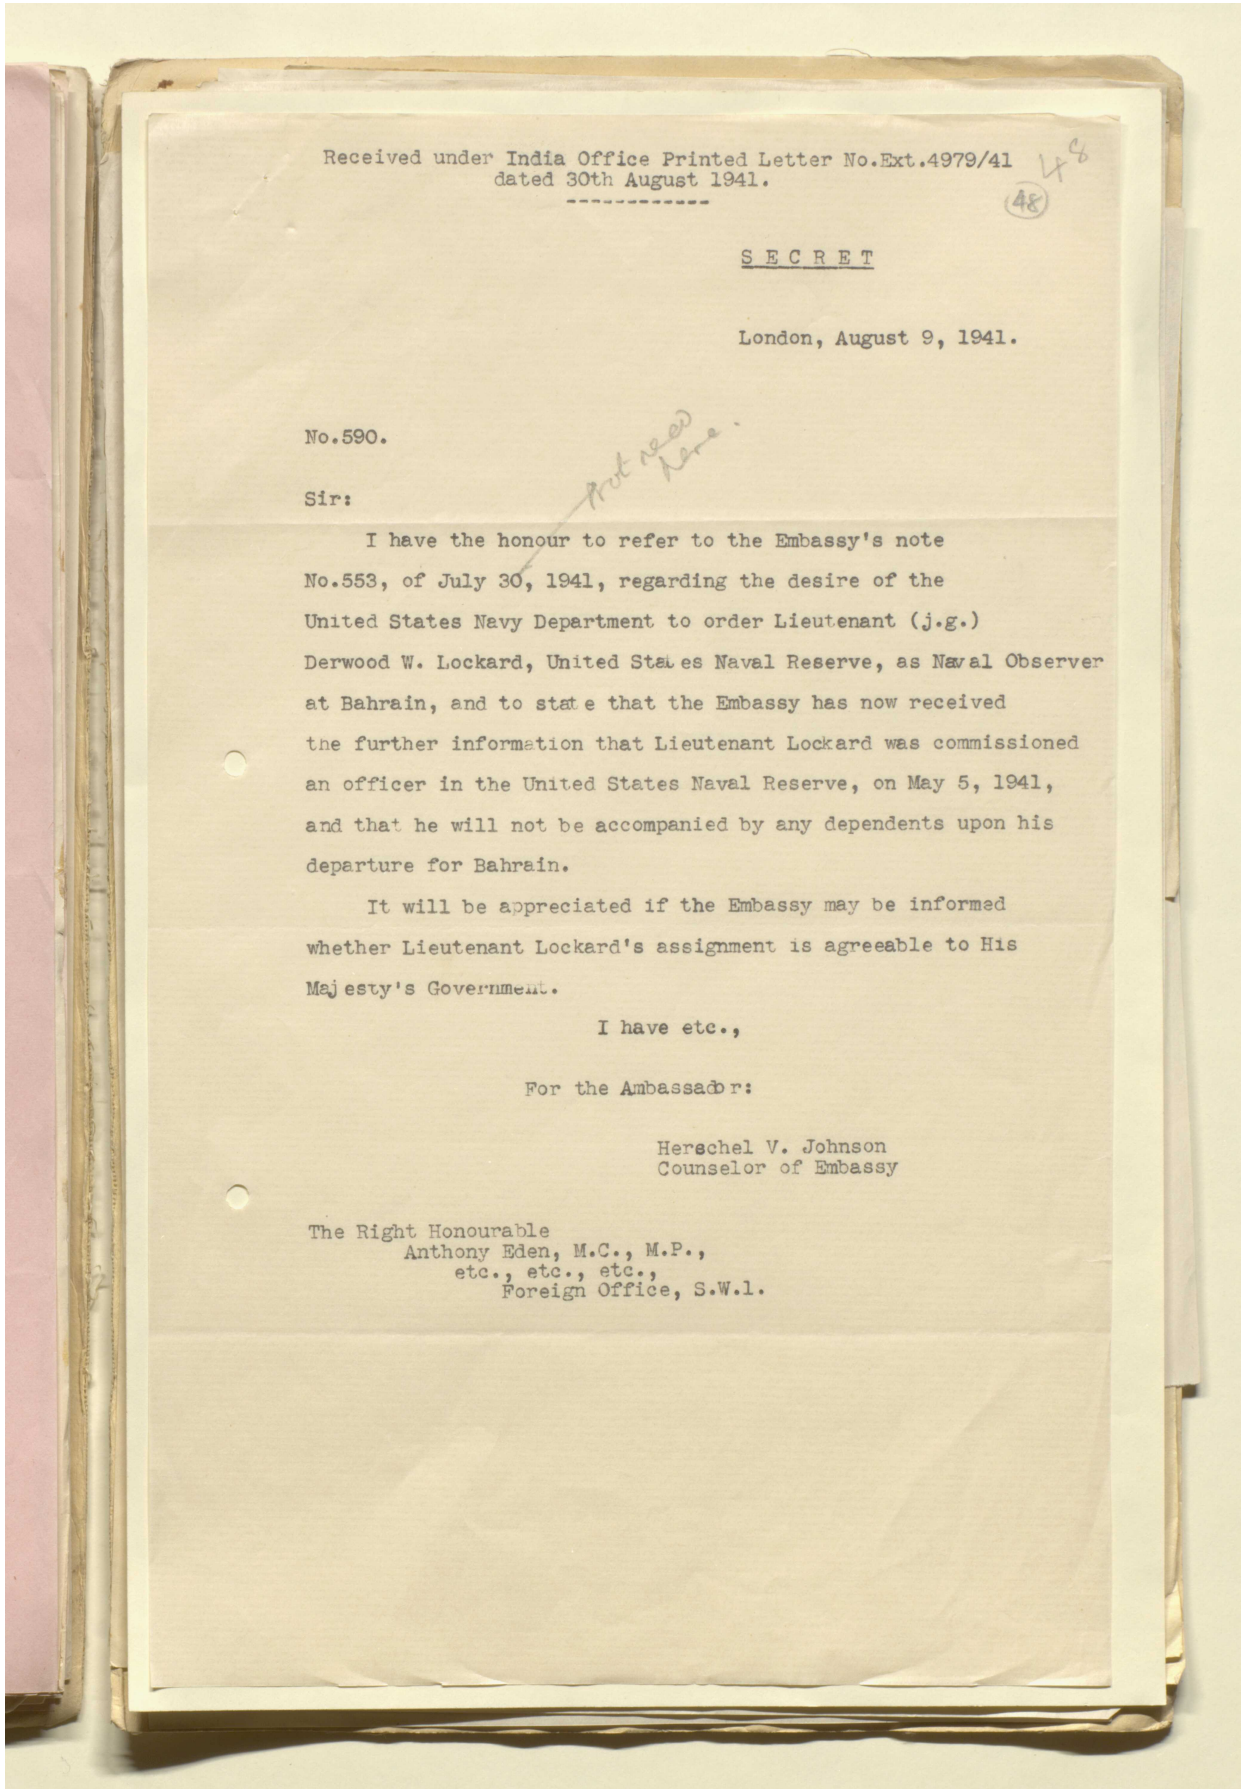 Received under India Office Printed Letter No.Ext.4979/41
dated 30th August 1941.
48
48
S E C R E T
London, August 9, 1941.
No.590.
not recd
here.
Sir:
I have the honour to refer to the Embassy's note
No.553, of July 30, 1941, regarding the desire of the
United States Navy Department to order Lieutenant (j.g.)
Derwood W. Lockard, United States Naval Reserve, as Naval Observer
at Bahrain, and to state that the Embassy has now received
the further information that Lieutenant Lockard was commissioned
an officer in the United States Naval Reserve, on May 5, 1941,
and that he will not be accompanied by any dependents upon his
departure for Bahrain.
It will be appreciated if the Embassy may be informed
whether Lieutenant Lockard's assignment is agreeable to His
Majesty's Government.
I have etc.,
For the Ambassador:
Herschel V. Johnson
Counselor of Embassy
The Right Honourable
Anthony Eden, M.C., M.P.,
etc., etc., etc.,
Foreign Office, S.W.1.